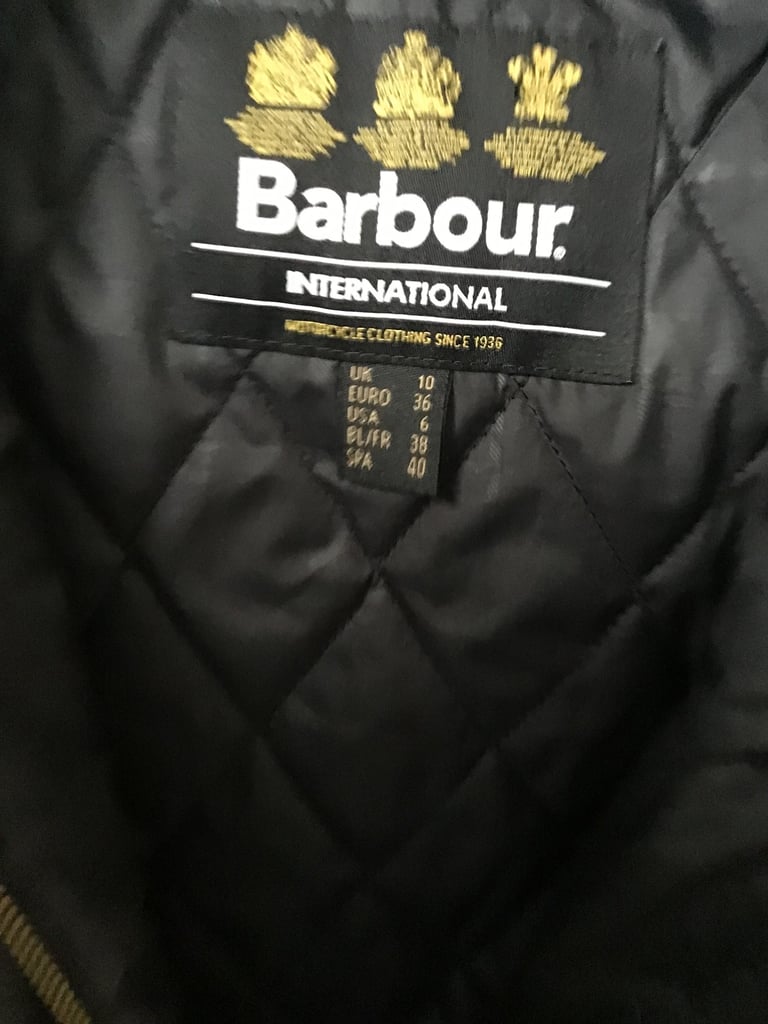 Barbour.
INTERNATIONAL
MOTORCYCLE CLOTHING SINCE 1936
UK 10
EURO 36
USA 6
BL/FR 38
SPA 40